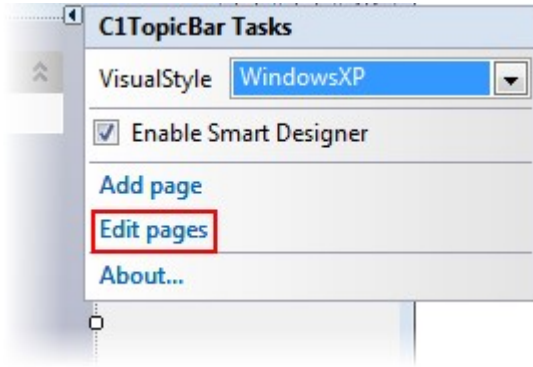 C1TopicBar Tasks
VisualStyle WindowsXP
Enable Smart Designer
Add page
Edit pages
About...